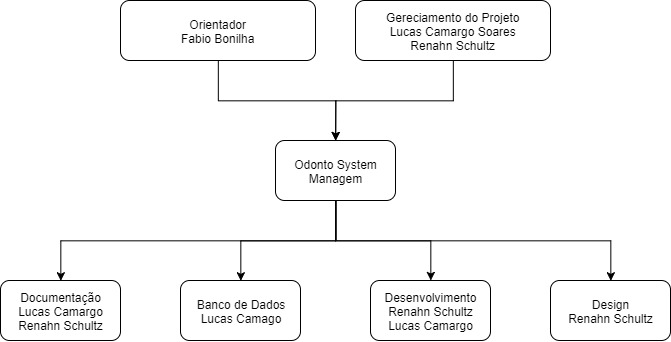 Orientador
Fabio Bonilha
Gereciamento do Projeto
Lucas Camargo Soares
Renahn Schultz
Odonto System
Managem
Documentação
Lucas Camargo
Renahn Schultz
Banco de Dados
Lucas Camago
Desenvolvimento
Renahn Schultz
Lucas Camargo
Design
Renahn Schultz